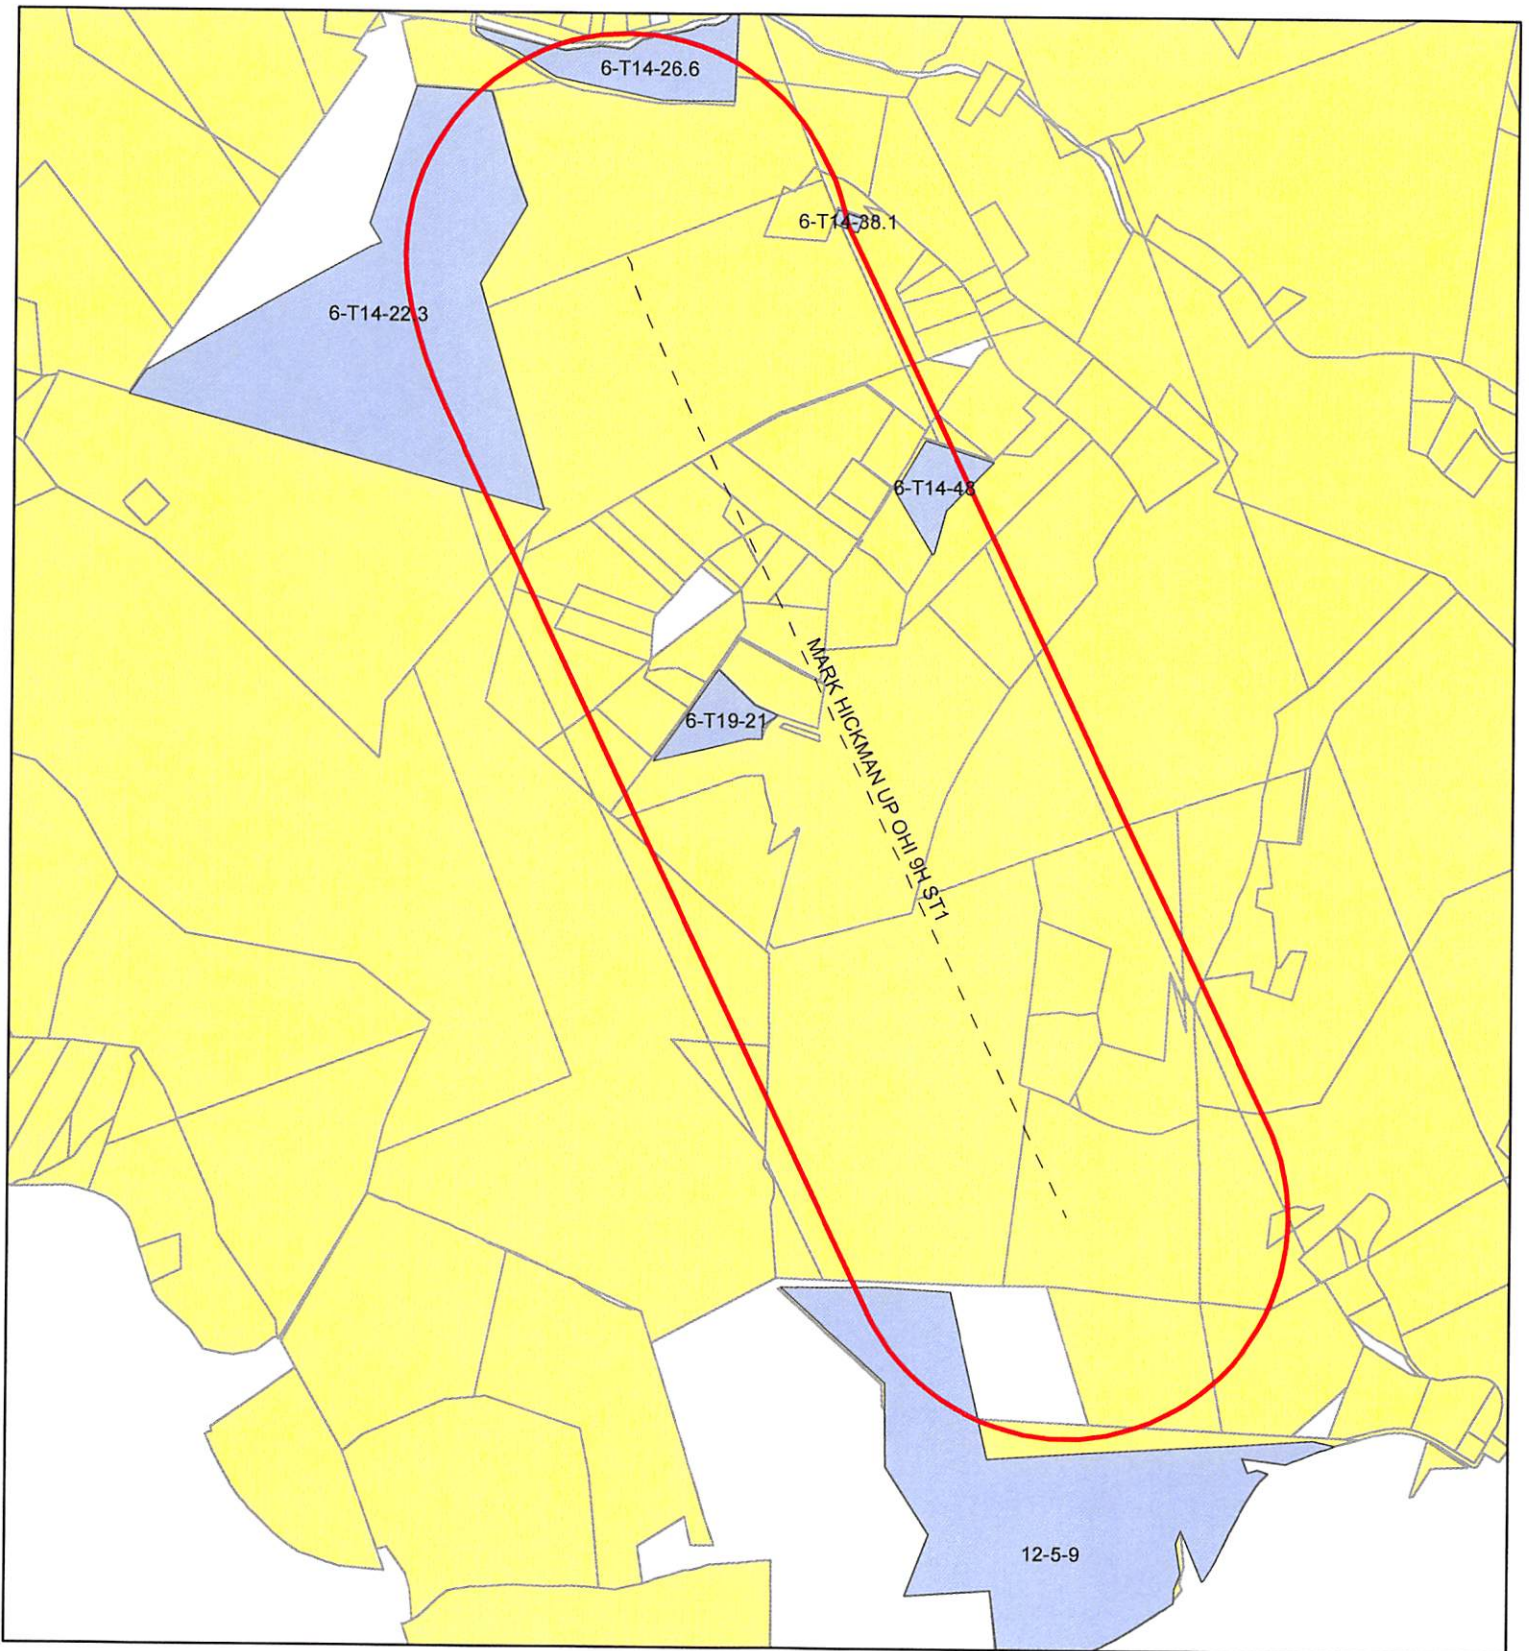 6-T14-26.6
6-T14-38.1
6-T14-22.3
6-T14-48
6-T19-21
MARK HICKMAN UP OHI 9H ST1
12-5-9